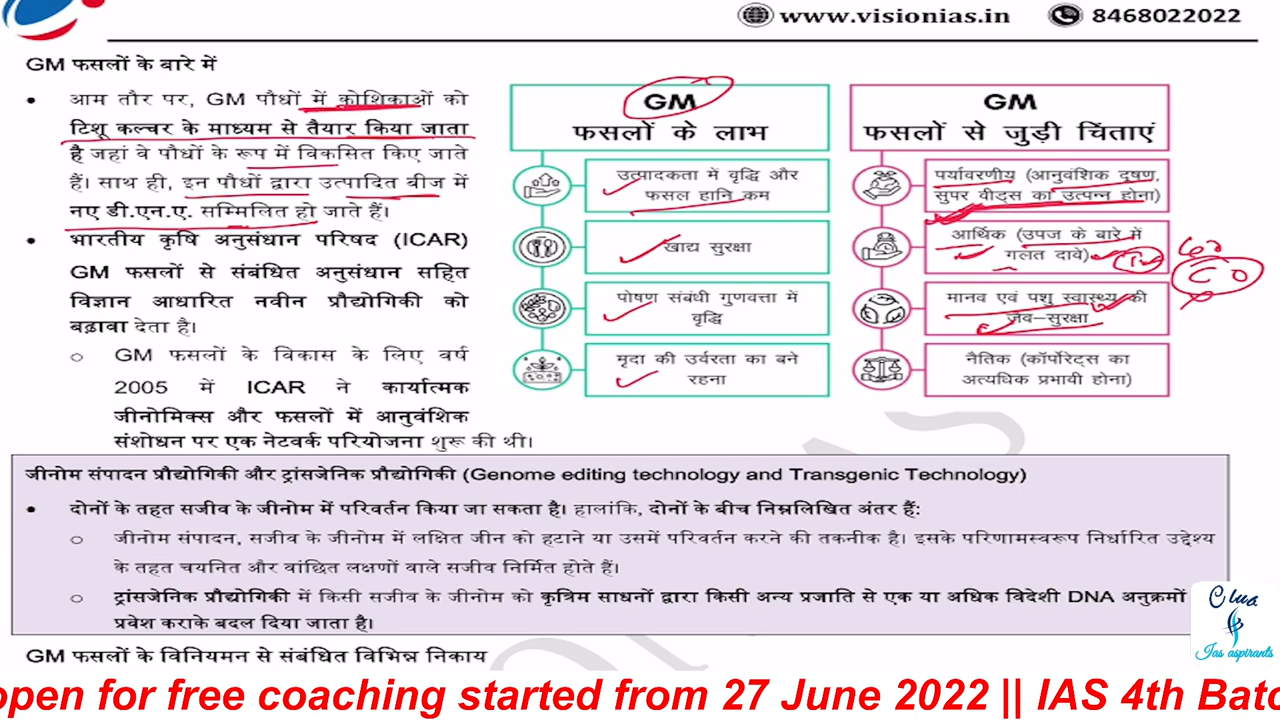 www.visionias.in 8468022022
GM फसलों के बारे में
• आम तौर पर, GM पौधों में कोशिकाओं को
टिशू कल्चर के माध्यम से तैयार किया जाता
है जहां वे पौधों के रूप में विकसित किए जाते
हैं। साथ ही, इन पौधों द्वारा उत्पादित बीज में
नए डी.एन.ए. सम्मिलित हो जाते हैं।
• भारतीय कृषि अनुसंधान परिषद (ICAR)
GM फसलों से संबंधित अनुसंधान सहित
विज्ञान आधारित नवीन प्रौद्योगिकी को
बढ़ावा देता है।
o GM फसलों के विकास के लिए वर्ष
2005 में ICAR ने कार्यात्मक
जीनोमिक्स और फसलों में आनुवंशिक
संशोधन पर एक नेटवर्क परियोजना शुरू की थी।
GM
फसलों के लाभ
उत्पादकता में वृद्धि और
फसल हानि कम
खाद्य सुरक्षा
पोषण संबंधी गुणवत्ता में
वृद्धि
मृदा की उर्वरता का बने
रहना
GM
फसलों से जुड़ी चिंताएं
पर्यावरणीय (आनुवंशिक दूषण,
सुपर वीड्स का उत्पन्न होना)
आर्थिक (उपज के बारे में
गलत दावे)
मानव एवं पशु स्वास्थ्य की
जैव–सुरक्षा
नैतिक (कॉर्पोरेट्स का
अत्यधिक प्रभायी होना)
जीनोम संपादन प्रौद्योगिकी और ट्रांसजेनिक प्रौद्योगिकी (Genome editing technology and Transgenic Technology)
• दोनों के तहत सजीव के जीनोम में परिवर्तन किया जा सकता है। हालांकि, दोनों के बीच निम्नलिखित अंतर हैं:
o जीनोम संपादन, सजीव के जीनोम में लक्षित जीन को हटाने या उसमें परिवर्तन करने की तकनीक है। इसके परिणामस्वरूप निर्धारित उद्देश्य
के तहत चयनित और वांछित लक्षणों वाले सजीव निर्मित होते हैं।
o ट्रांसजेनिक प्रौद्योगिकी में किसी सजीव के जीनोम को कृत्रिम साधनों द्वारा किसी अन्य प्रजाति से एक या अधिक विदेशी DNA अनुक्रमों
प्रवेश कराके बदल दिया जाता है।
GM फसलों के विनियमन से संबंधित विभिन्न निकाय
Clue
Ias aspirants
open for free coaching started from 27 June 2022 || IAS 4th Batc